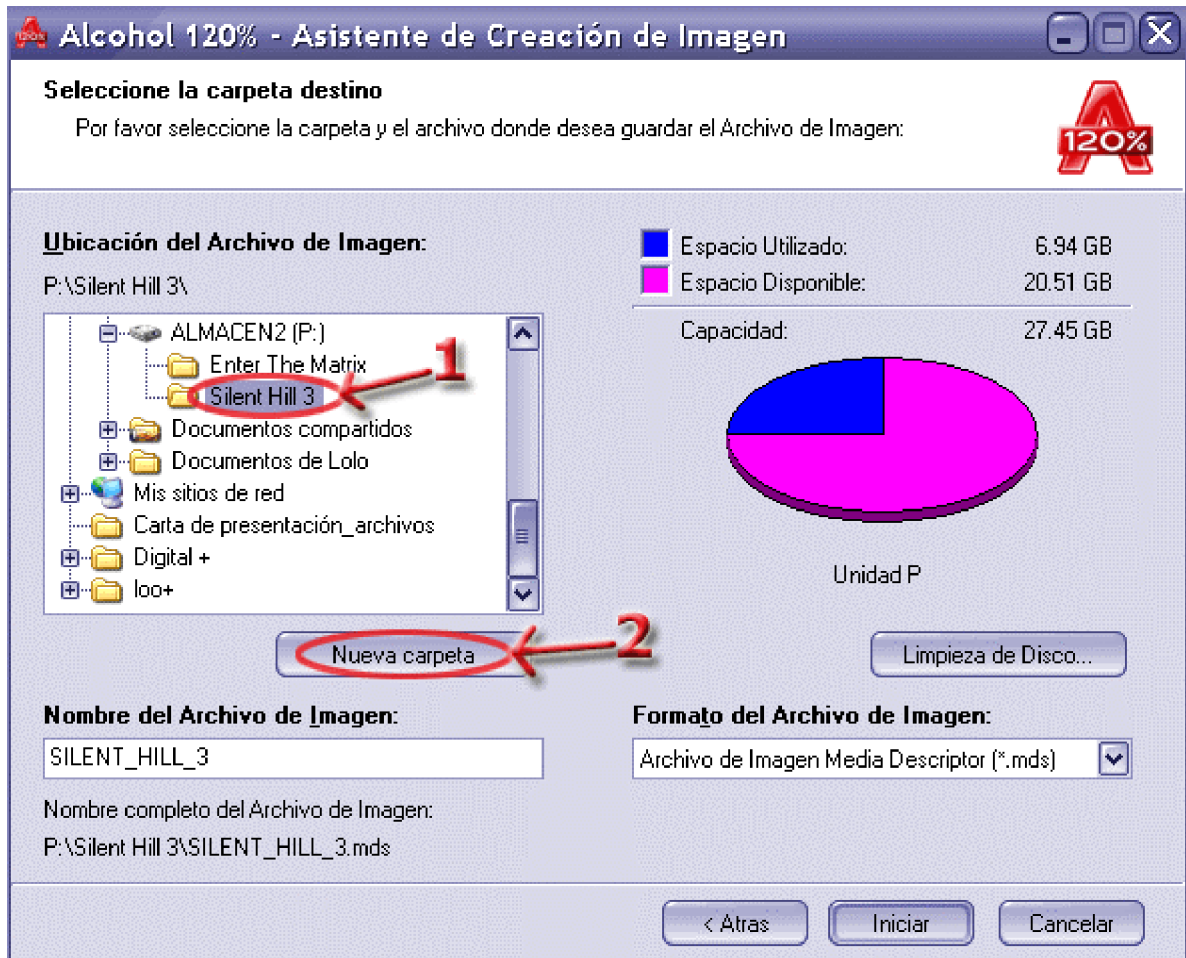 Alcohol 120% - Asistente de Creación de Imagen
Seleccione la carpeta destino
Por favor seleccione la carpeta y el archivo donde desea guardar el Archivo de Imagen:
120%
Ubicación del Archivo de Imagen:
P:\Silent Hill 3\
ALMACEN2 (P:)
Enter The Matrix
Silent Hill 3
1
Documentos compartidos
Documentos de Lolo
Mis sitios de red
Carta de presentación_archivos
Digital +
loo+
Nueva carpeta
2
Espacio Utilizado: 6.94 GB
Espacio Disponible: 20.51 GB
Capacidad: 27.45 GB
Unidad P
Limpieza de Disco...
Nombre del Archivo de Imagen:
SILENT_HILL_3
Nombre completo del Archivo de Imagen:
P:\Silent Hill 3\SILENT_HILL_3.mds
Formato del Archivo de Imagen:
Archivo de Imagen Media Descriptor (*.mds)
< Atras
Iniciar
Cancelar